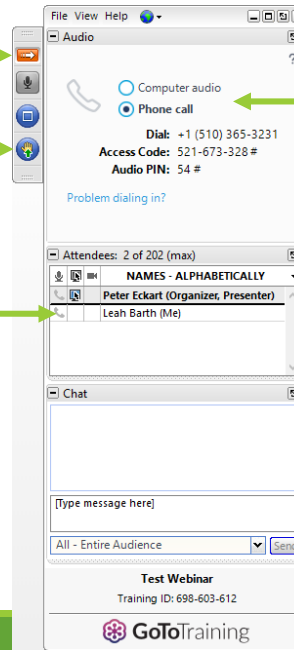 File View Help
Audio
?
Computer audio
Phone call
Dial: +1 (510) 365-3231
Access Code: 521-673-328 #
Audio PIN: 54 #
Problem dialing in?
Attendees: 2 of 202 (max)
NAMES - ALPHABETICALLY
Peter Eckart (Organizer, Presenter)
Leah Barth (Me)
Chat
[Type message here]
All - Entire Audience
Send
Test Webinar
Training ID: 698-603-612
GoToTraining